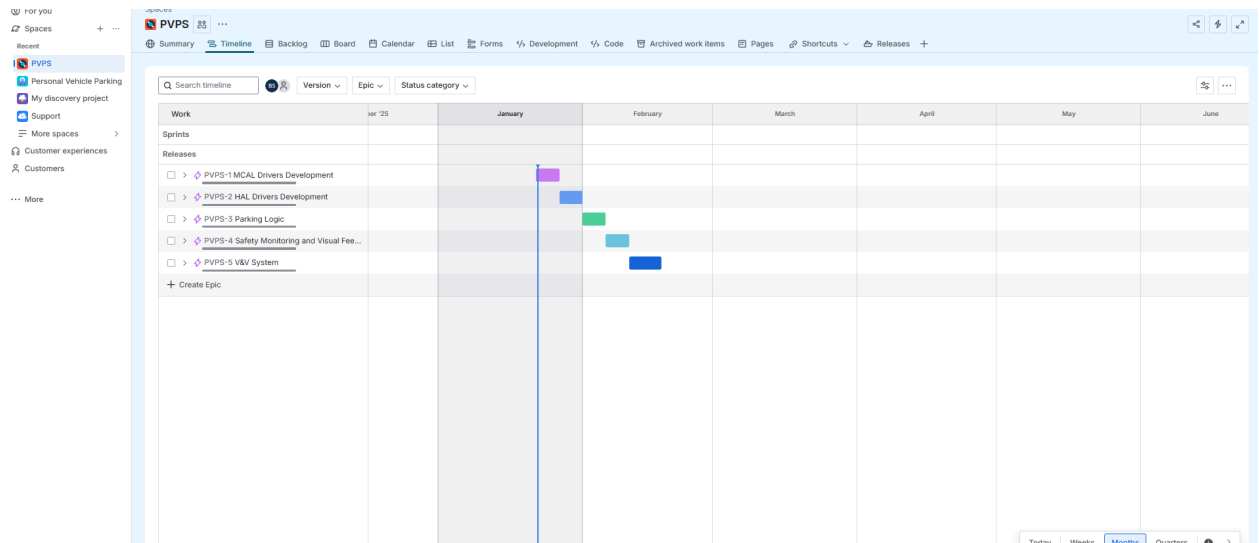 For you
Spaces
Recent
PVPS
Personal Vehicle Parking
My discovery project
Support
More spaces
Customer experiences
Customers
More
Spaces
PVPS
Summary Timeline Backlog Board Calendar List Forms Development Code Archived work items Pages Shortcuts Releases
Search timeline BS Version Epic Status category
Work er '25 January February March April May June
Sprints
Releases
PVPS-1 MCAL Drivers Development
PVPS-2 HAL Drivers Development
PVPS-3 Parking Logic
PVPS-4 Safety Monitoring and Visual Fee...
PVPS-5 V&V System
+ Create Epic
Today Weeks Months Quarters